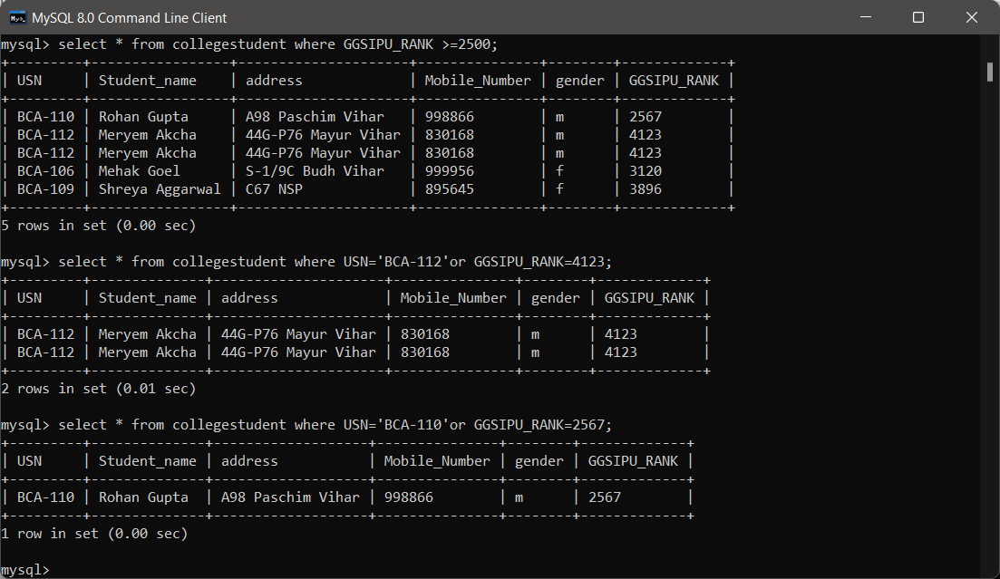 MySQL 8.0 Command Line Client
mysql> select * from collegestudent where GGSIPU_RANK >=2500;
+---------+-----------------+----------------------+---------------+--------+-------------+
| USN     | Student_name    | address             | Mobile_Number | gender | GGSIPU_RANK |
+---------+-----------------+----------------------+---------------+--------+-------------+
| BCA-110 | Rohan Gupta     | A98 Paschim Vihar   | 998866        | m      | 2567        |
| BCA-112 | Meryem Akcha    | 44G-P76 Mayur Vihar | 830168        | m      | 4123        |
| BCA-112 | Meryem Akcha    | 44G-P76 Mayur Vihar | 830168        | m      | 4123        |
| BCA-106 | Mehak Goel      | S-1/9C Budh Vihar   | 999956        | f      | 3120        |
| BCA-109 | Shreya Aggarwal | C67 NSP             | 895645        | f      | 3896        |
+---------+-----------------+----------------------+---------------+--------+-------------+
5 rows in set (0.00 sec)
mysql> select * from collegestudent where USN='BCA-112'or GGSIPU_RANK=4123;
+---------+--------------+---------------------+---------------+--------+-------------+
| USN     | Student_name | address             | Mobile_Number | gender | GGSIPU_RANK |
+---------+--------------+---------------------+---------------+--------+-------------+
| BCA-112 | Meryem Akcha | 44G-P76 Mayur Vihar | 830168        | m      | 4123        |
| BCA-112 | Meryem Akcha | 44G-P76 Mayur Vihar | 830168        | m      | 4123        |
+---------+--------------+---------------------+---------------+--------+-------------+
2 rows in set (0.01 sec)
mysql> select * from collegestudent where USN='BCA-110'or GGSIPU_RANK=2567;
+---------+--------------+-------------------+---------------+--------+-------------+
| USN     | Student_name | address           | Mobile_Number | gender | GGSIPU_RANK |
+---------+--------------+-------------------+---------------+--------+-------------+
| BCA-110 | Rohan Gupta  | A98 Paschim Vihar | 998866        | m      | 2567        |
+---------+--------------+-------------------+---------------+--------+-------------+
1 row in set (0.00 sec)
mysql>